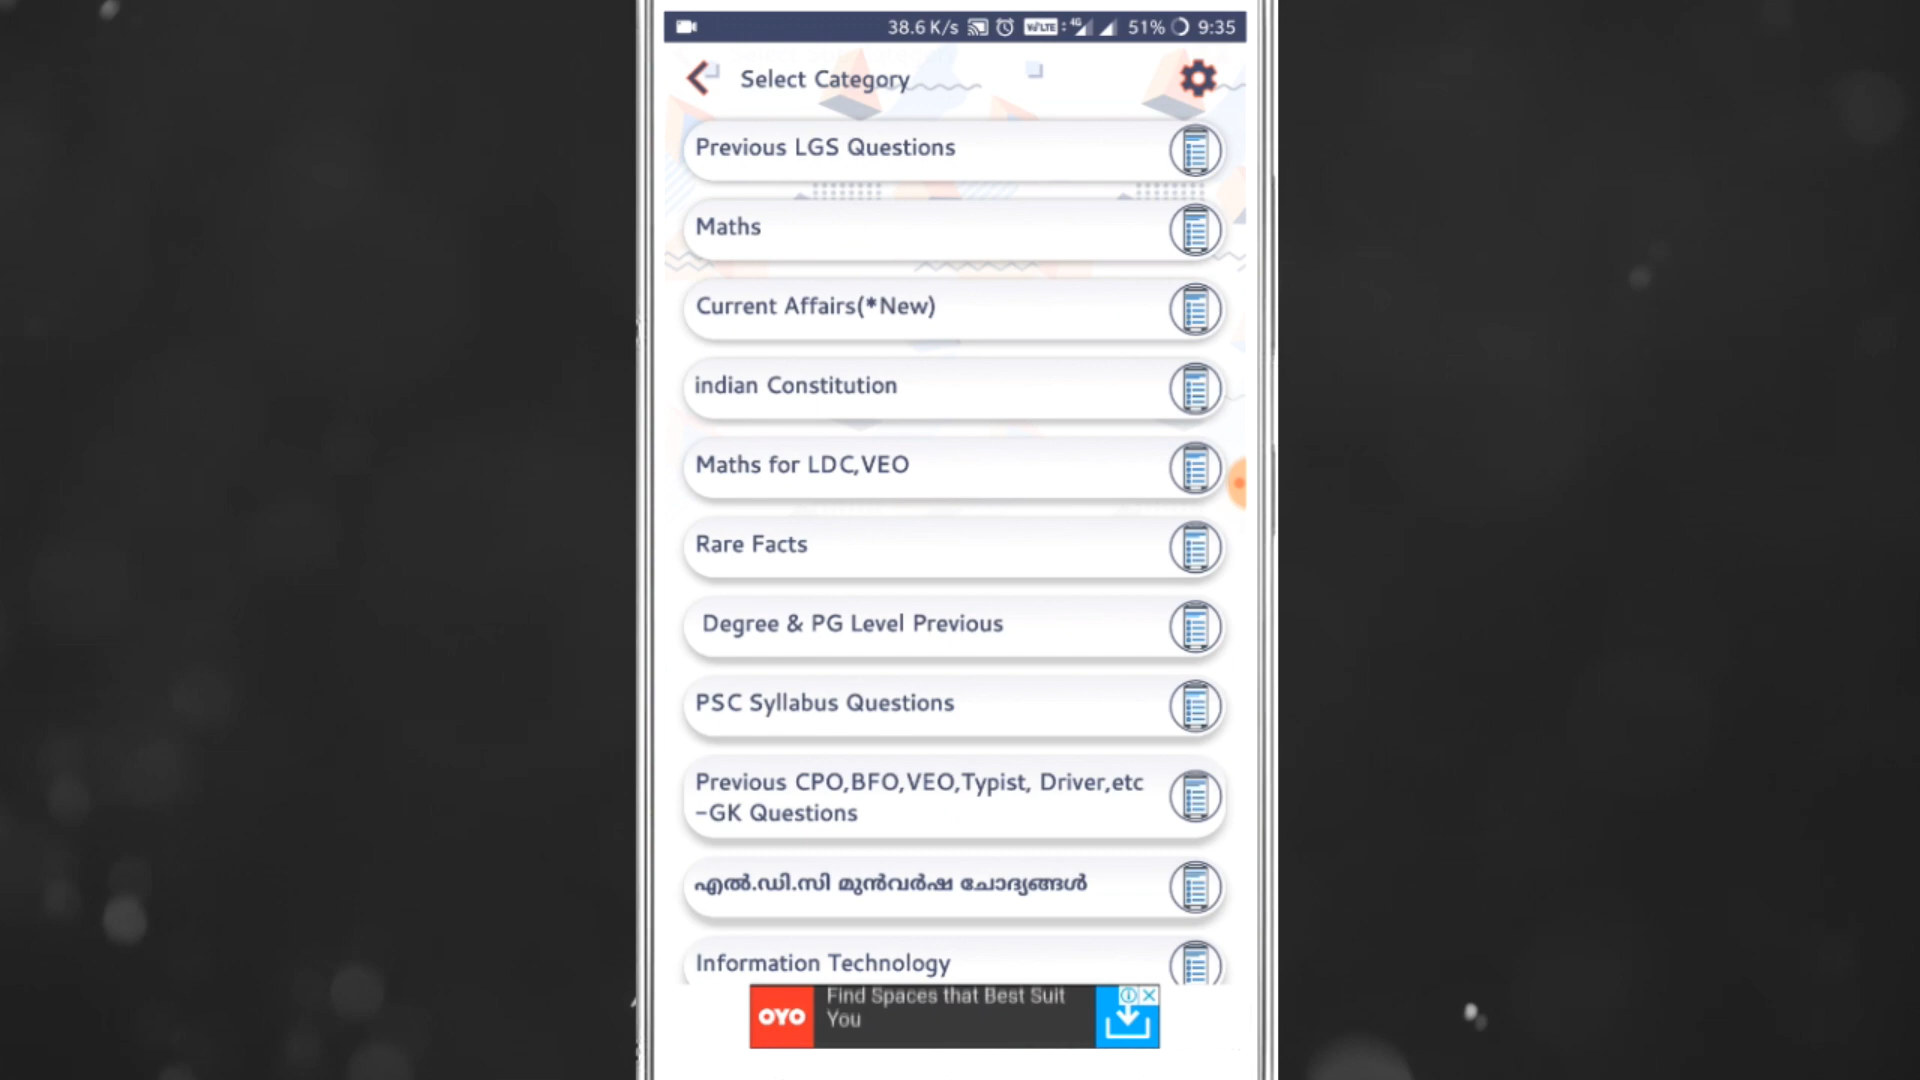 38.6 K/s VoLTE 4G 51% 9:35
Select Category
Previous LGS Questions
Maths
Current Affairs(*New)
indian Constitution
Maths for LDC,VEO
Rare Facts
Degree & PG Level Previous
PSC Syllabus Questions
Previous CPO,BFO,VEO,Typist, Driver,etc
-GK Questions
എൽ.ഡി.സി മുൻവർഷ ചോദ്യങ്ങൾ
Information Technology
OYO
Find Spaces that Best Suit
You